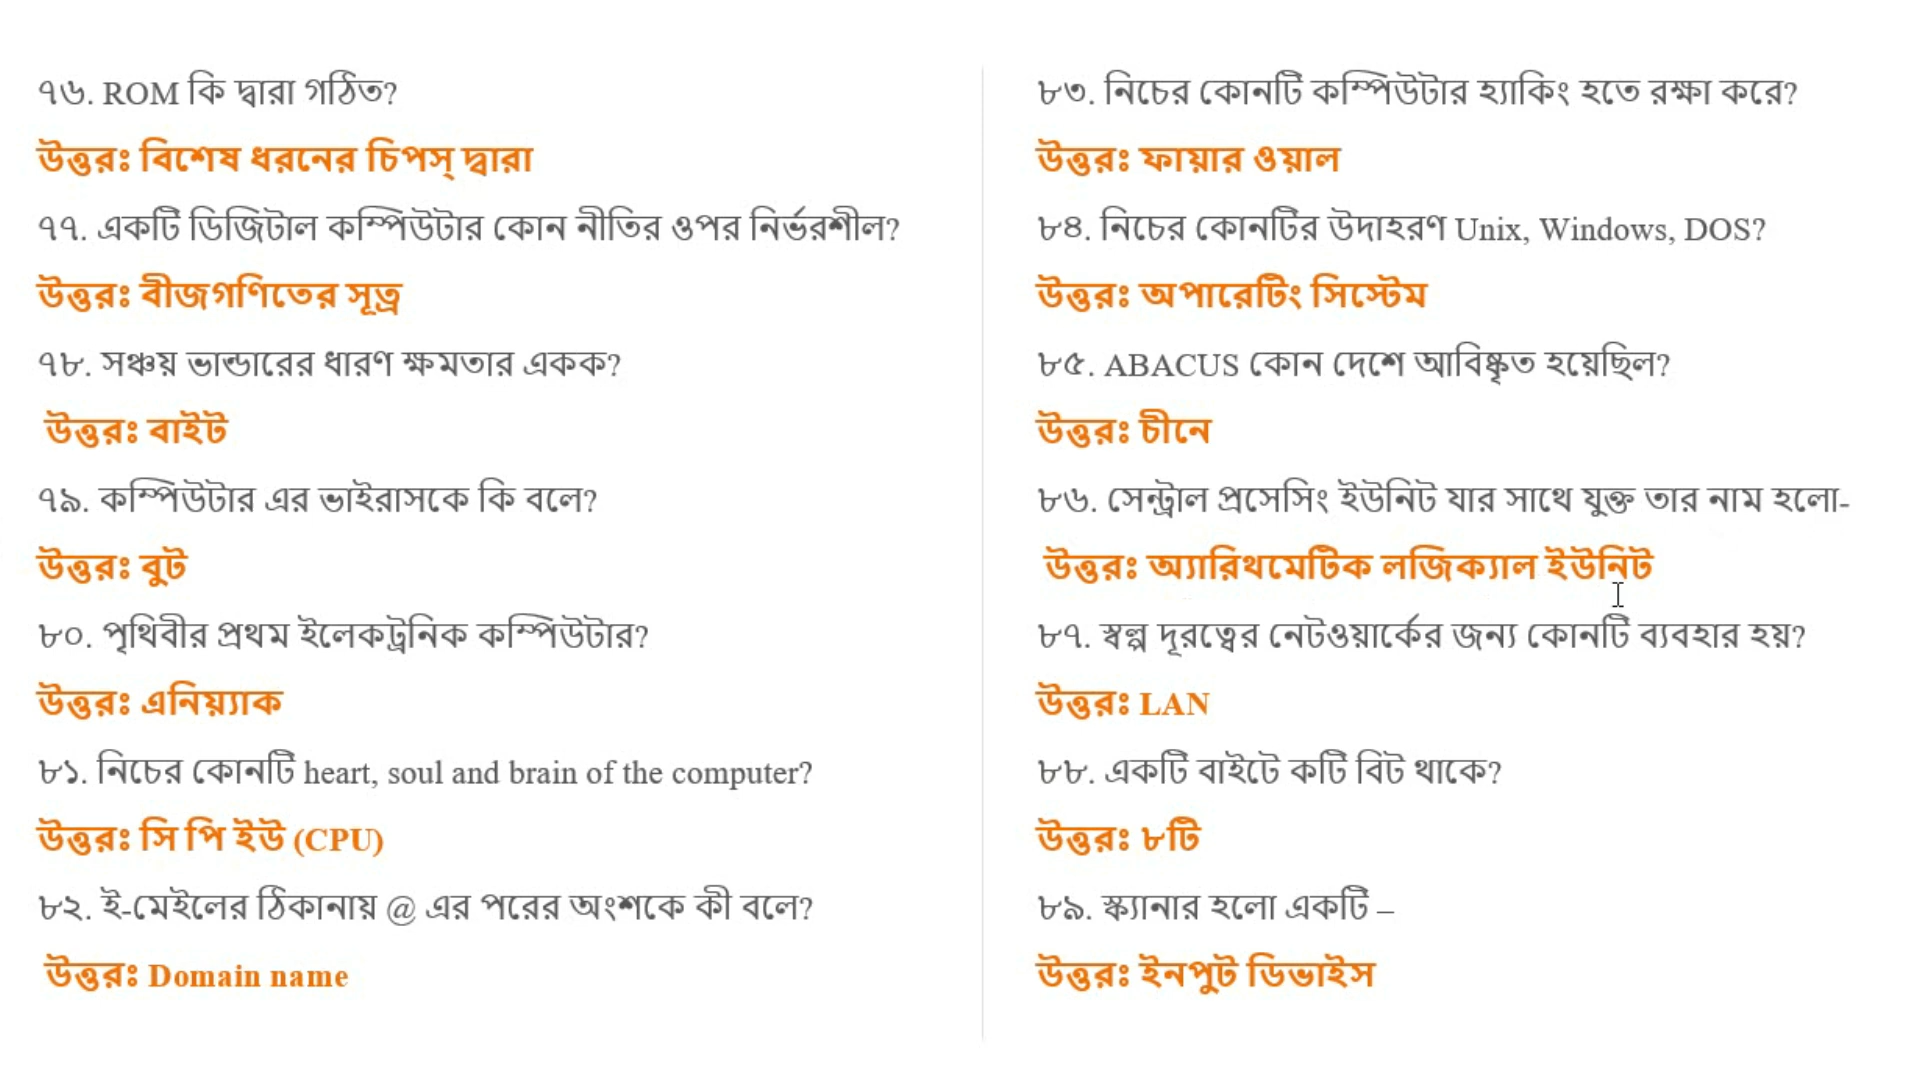 ৭৬. ROM কি দ্বারা গঠিত?
উত্তরঃ বিশেষ ধরনের চিপস্ দ্বারা
৭৭. একটি ডিজিটাল কম্পিউটার কোন নীতির ওপর নির্ভরশীল?
উত্তরঃ বীজগণিতের সূত্র
৭৮. সঞ্চয় ভান্ডারের ধারণ ক্ষমতার একক?
উত্তরঃ বাইট
৭৯. কম্পিউটার এর ভাইরাসকে কি বলে?
উত্তরঃ বুট
৮০. পৃথিবীর প্রথম ইলেকট্রনিক কম্পিউটার?
উত্তরঃ এনিয়্যাক
৮১. নিচের কোনটি heart, soul and brain of the computer?
উত্তরঃ সি পি ইউ (CPU)
৮২. ই-মেইলের ঠিকানায় @ এর পরের অংশকে কী বলে?
উত্তরঃ Domain name
৮৩. নিচের কোনটি কম্পিউটার হ্যাকিং হতে রক্ষা করে?
উত্তরঃ ফায়ার ওয়াল
৮৪. নিচের কোনটির উদাহরণ Unix, Windows, DOS?
উত্তরঃ অপারেটিং সিস্টেম
৮৫. ABACUS কোন দেশে আবিষ্কৃত হয়েছিল?
উত্তরঃ চীনে
৮৬. সেন্ট্রাল প্রসেসিং ইউনিট যার সাথে যুক্ত তার নাম হলো-
উত্তরঃ অ্যারিথমেটিক লজিক্যাল ইউনিট
৮৭. স্বল্প দূরত্বের নেটওয়ার্কের জন্য কোনটি ব্যবহার হয়?
উত্তরঃ LAN
৮৮. একটি বাইটে কটি বিট থাকে?
উত্তরঃ ৮টি
৮৯. স্ক্যানার হলো একটি –
উত্তরঃ ইনপুট ডিভাইস